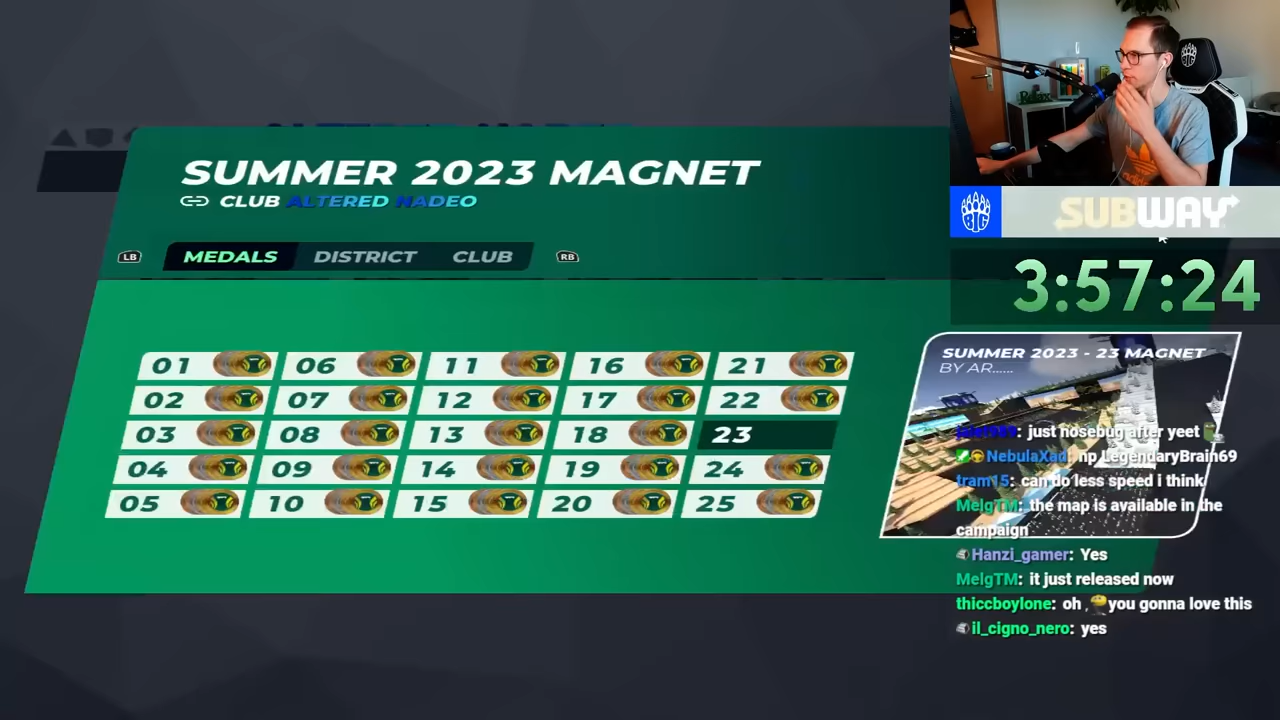 SUMMER 2023 MAGNET
CLUB ALTERED NADEO
LB
MEDALS
DISTRICT
CLUB
RB
01
06
11
16
21
02
07
12
17
22
03
08
13
18
23
04
09
14
19
24
05
10
15
20
25
BIG
SUBWAY
3:57:24
SUMMER 2023 - 23 MAGNET
BY AR......
: just nosebug after yeet
NebulaXad: np LegendaryBrain69
tram15: can do less speed i think
MelgTM: the map is available in the
campaign
Hanzi_gamer: Yes
MelgTM: it just released now
thiccboylone: oh , you gonna love this
il_cigno_nero: yes